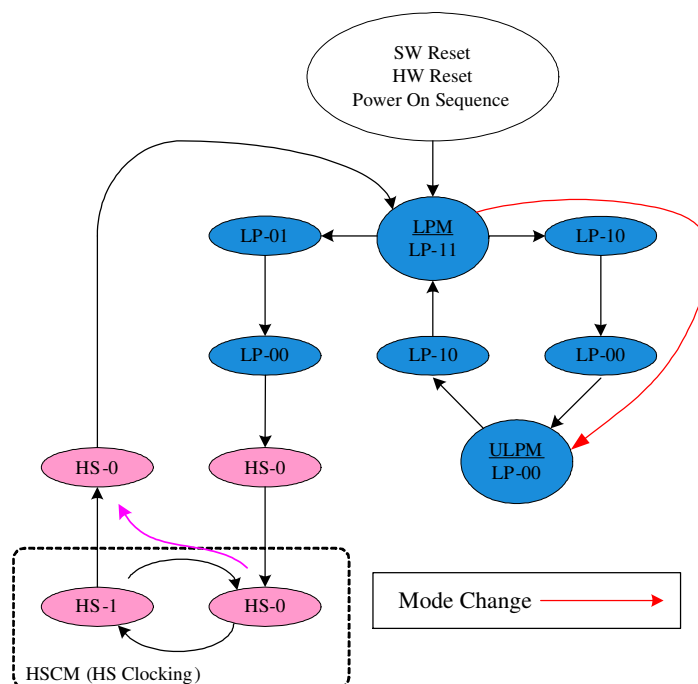 SW Reset
HW Reset
Power On Sequence
LPM
LP-11
LP-01
LP-10
LP-00
LP-10
LP-00
ULPM
LP-00
HS-0
HS-0
HS-1
HS-0
HSCM (HS Clocking)
Mode Change